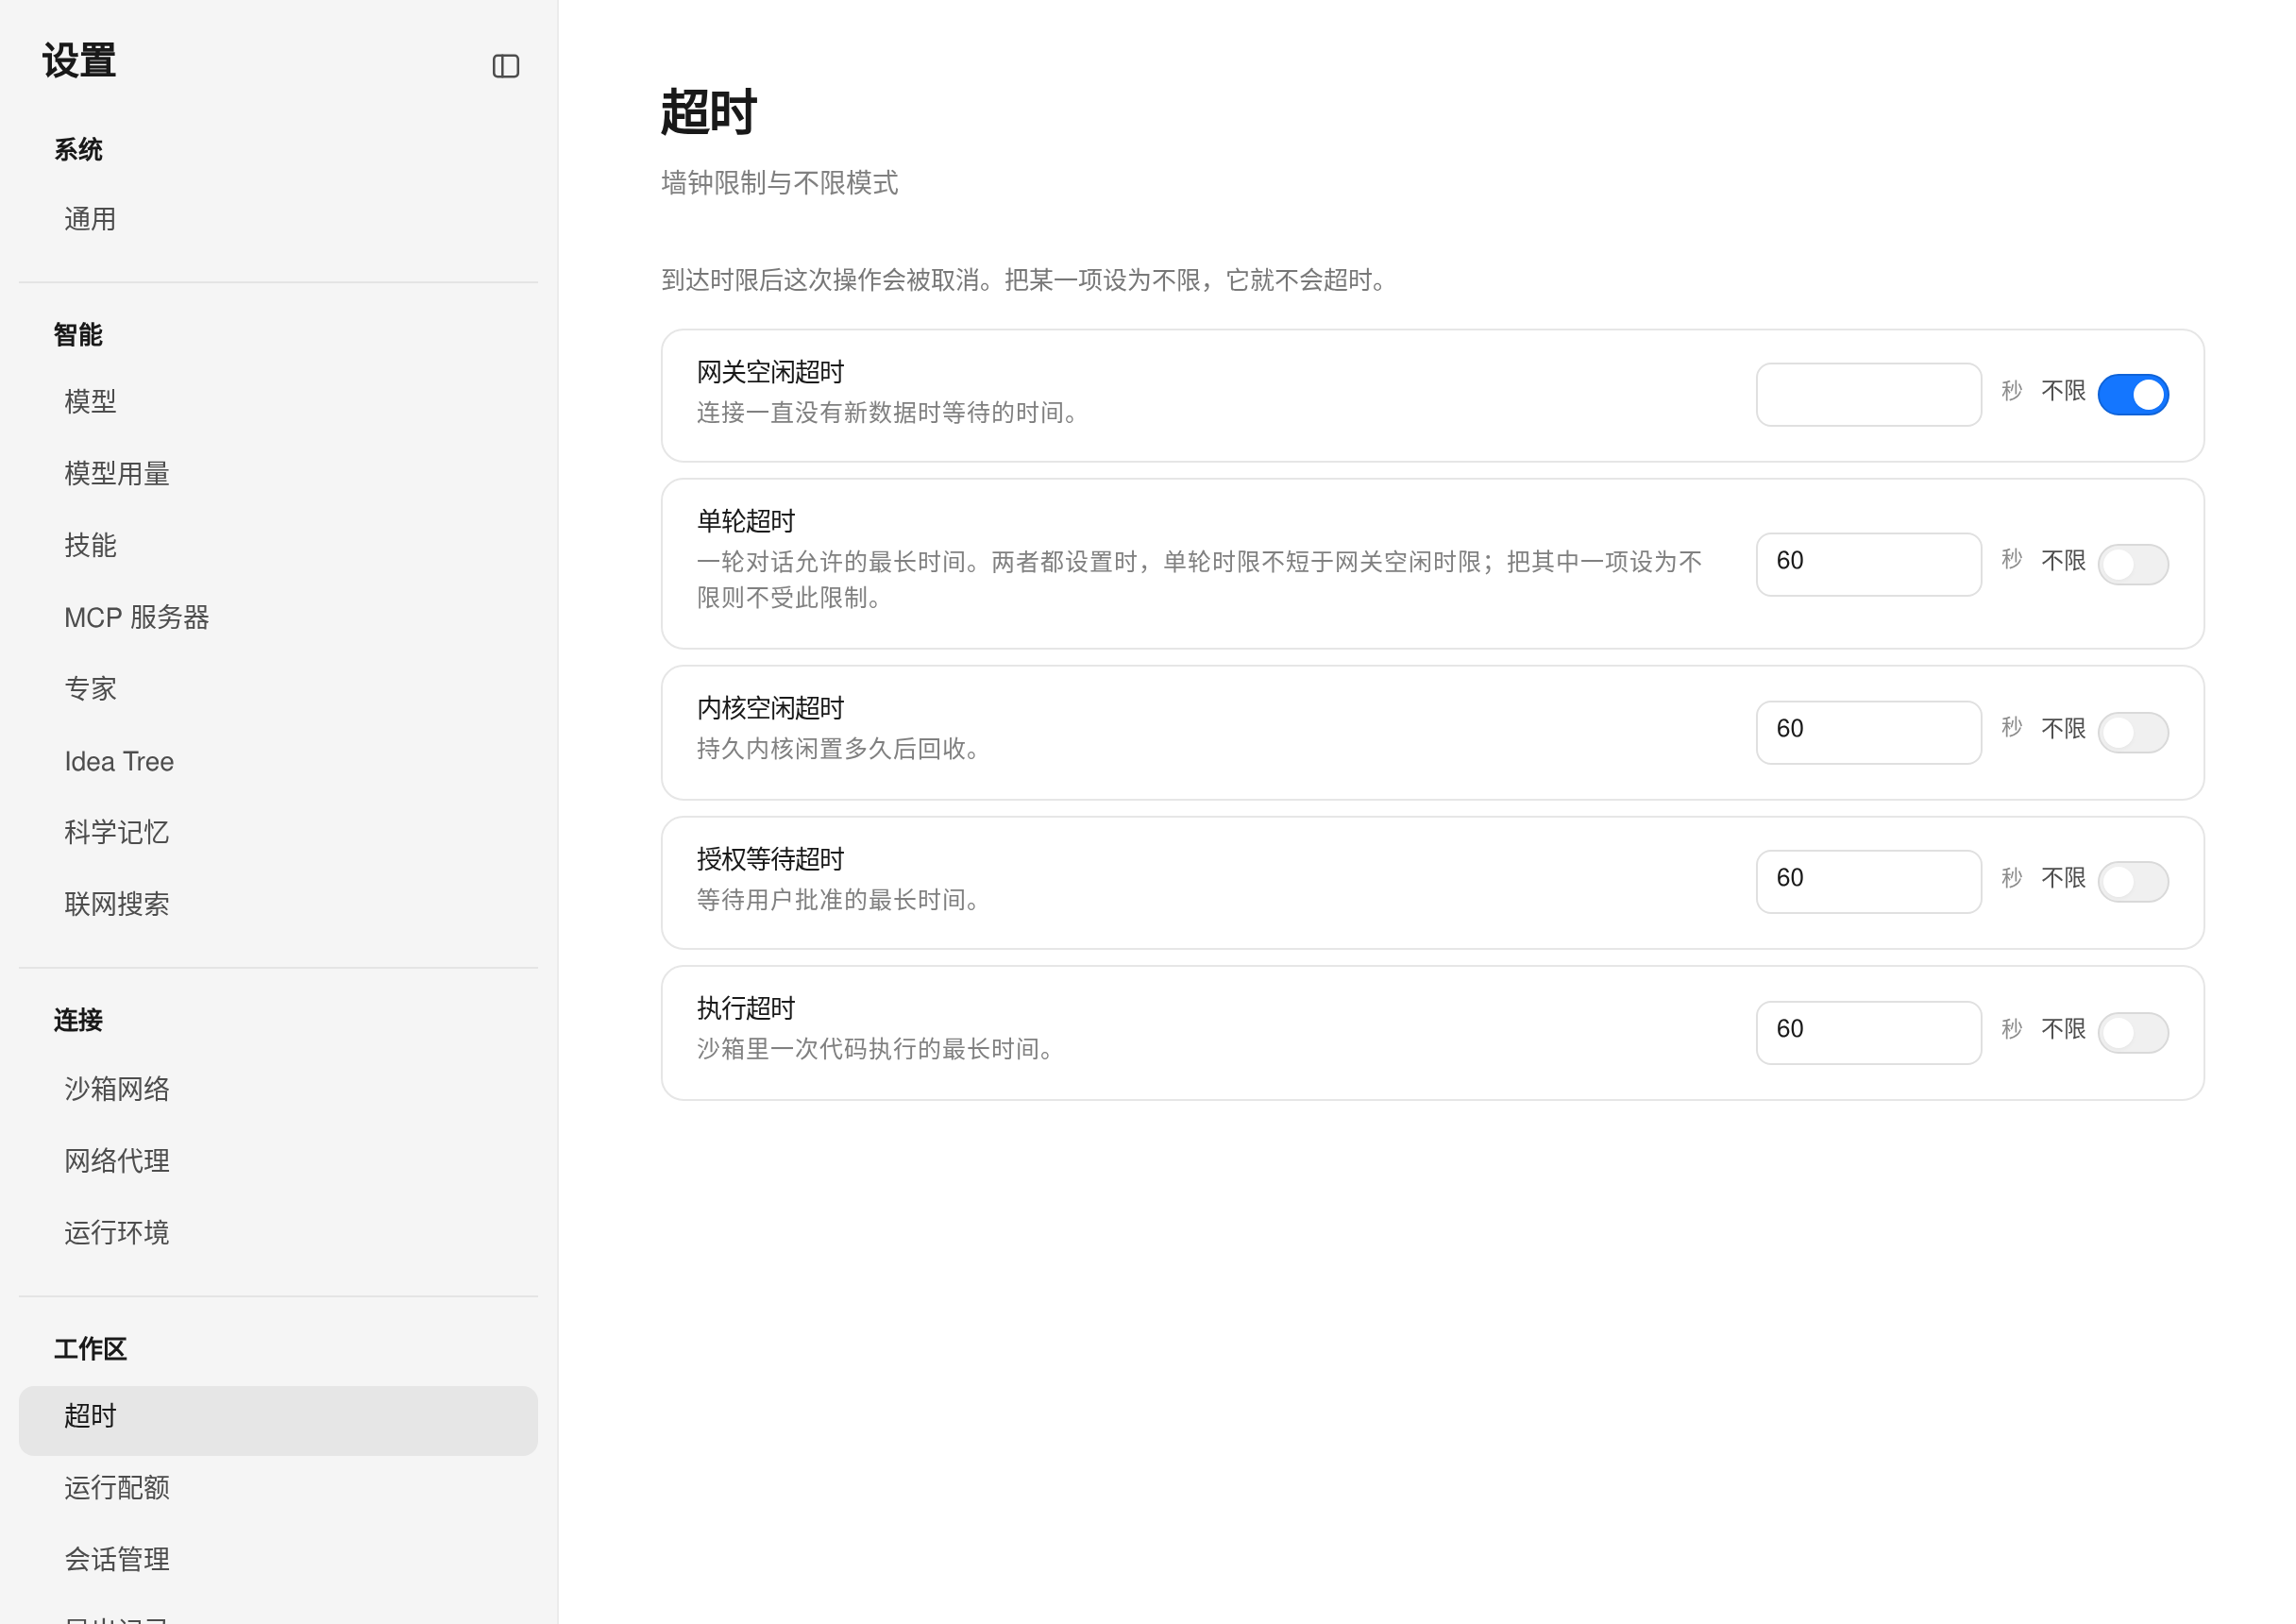 设置
系统
通用
智能
模型
模型用量
技能
MCP 服务器
专家
Idea Tree
科学记忆
联网搜索
连接
沙箱网络
网络代理
运行环境
工作区
超时
运行配额
会话管理
超时
墙钟限制与不限模式
到达时限后这次操作会被取消。把某一项设为不限，它就不会超时。
网关空闲超时
连接一直没有新数据时等待的时间。
秒 不限
单轮超时
一轮对话允许的最长时间。两者都设置时，单轮时限不短于网关空闲时限；把其中一项设为不
限则不受此限制。
60 秒 不限
内核空闲超时
持久内核闲置多久后回收。
60 秒 不限
授权等待超时
等待用户批准的最长时间。
60 秒 不限
执行超时
沙箱里一次代码执行的最长时间。
60 秒 不限